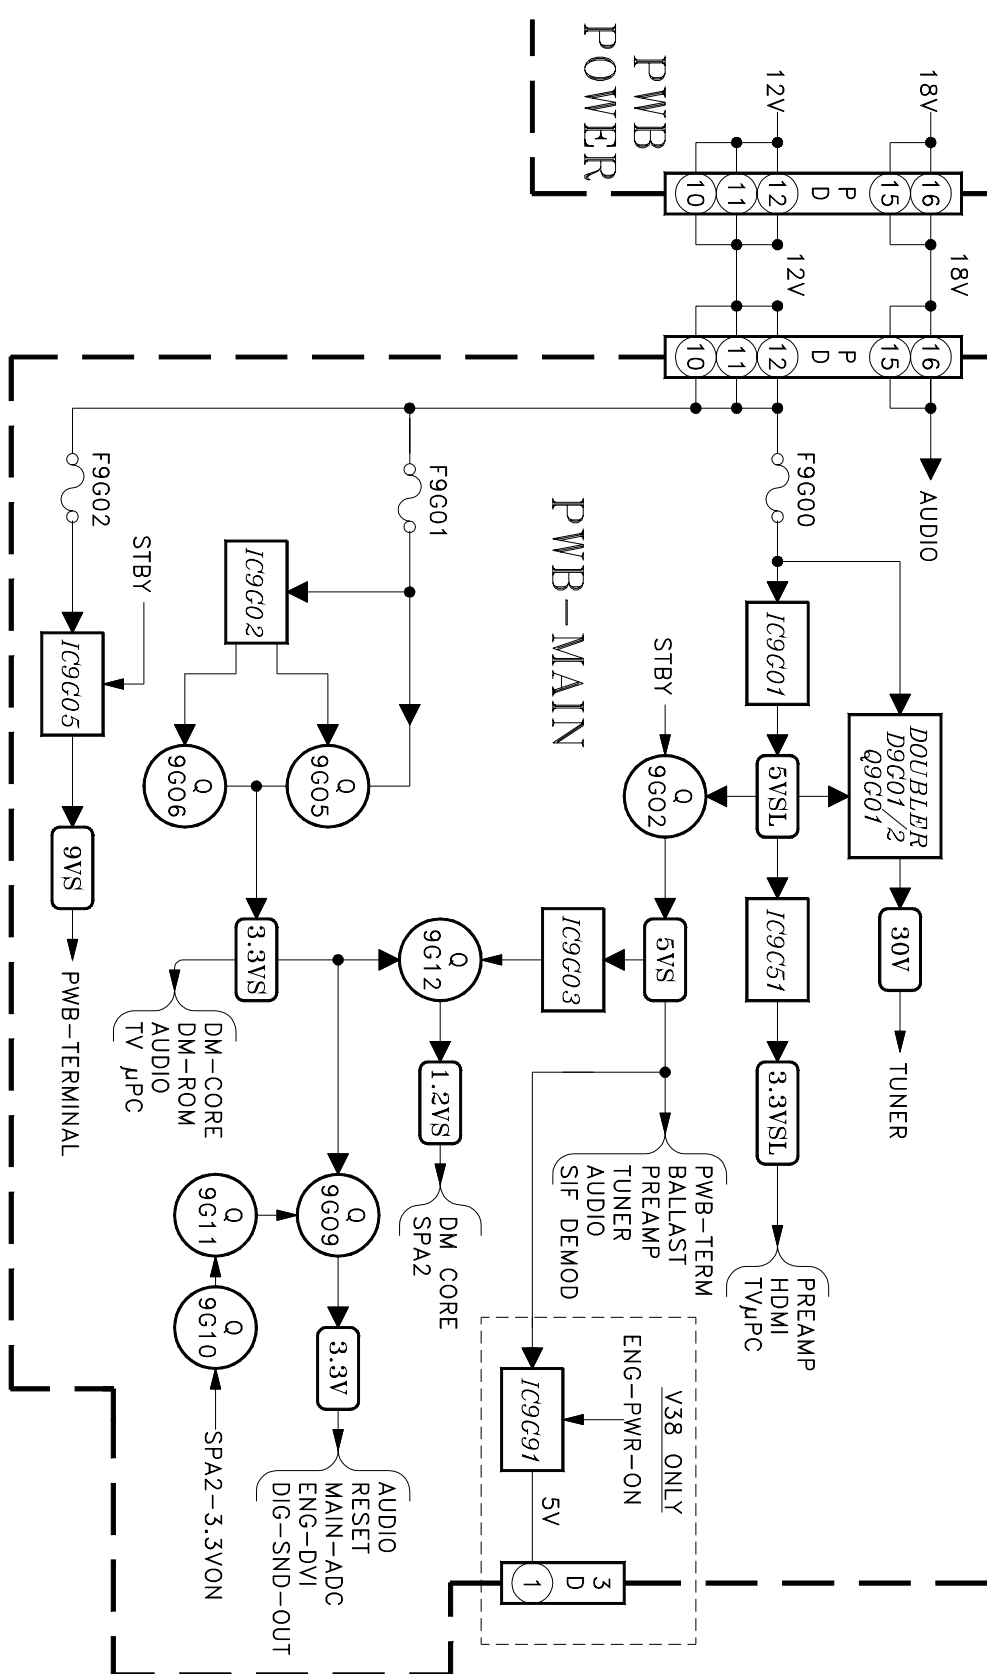 PWB
POWER
18V
12V
16
15
P
D
12
11
10
18V
12V
16
15
P
D
12
11
10
AUDIO
F9G00
F9G01
F9G02
PWB-MAIN
DOUBLER
D9G01/2
Q9G01
30V
TUNER
IC9G01
5VSL
IC9C51
3.3VSL
PREAMP
HDMI
TVµPC
STBY
Q
9G02
5VS
PWB-TERM
BALLAST
PREAMP
TUNER
AUDIO
SIF DEMOD
IC9G03
V38 ONLY
ENG-PWR-ON
IC9G91
5V
3
D
1
Q
9G12
1.2VS
DM CORE
SPA2
IC9G02
Q
9G05
Q
9G06
3.3VS
DM-CORE
DM-ROM
AUDIO
TV µPC
Q
9G09
3.3V
AUDIO
RESET
MAIN-ADC
ENG-DVI
DIG-SND-OUT
Q
9G11
Q
9G10
SPA2-3.3VON
STBY
IC9G05
9VS
PWB-TERMINAL